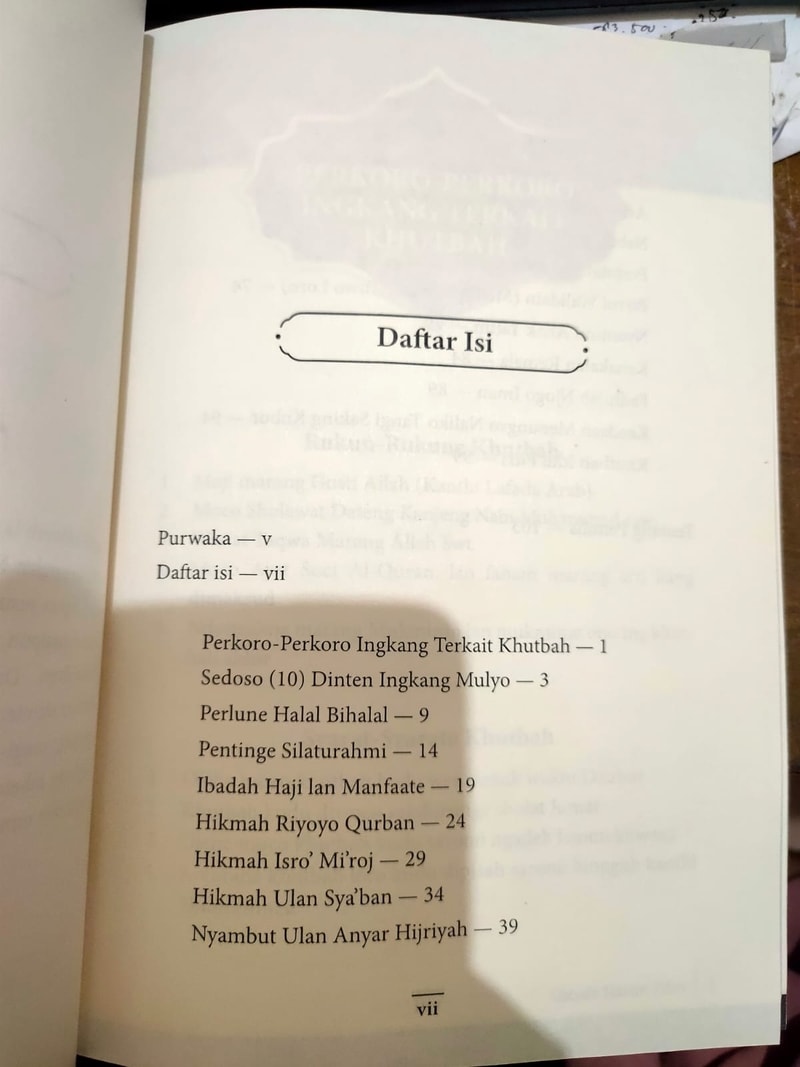 Daftar Isi
Purwaka — v
Daftar isi — vii
Perkoro-Perkoro Ingkang Terkait Khutbah — 1
Sedoso (10) Dinten Ingkang Mulyo — 3
Perlune Halal Bihalal — 9
Pentinge Silaturahmi — 14
Ibadah Haji lan Manfaate — 19
Hikmah Riyoyo Qurban — 24
Hikmah Isro’ Mi’roj — 29
Hikmah Ulan Sya’ban — 34
Nyambut Ulan Anyar Hijriyah — 39
vii